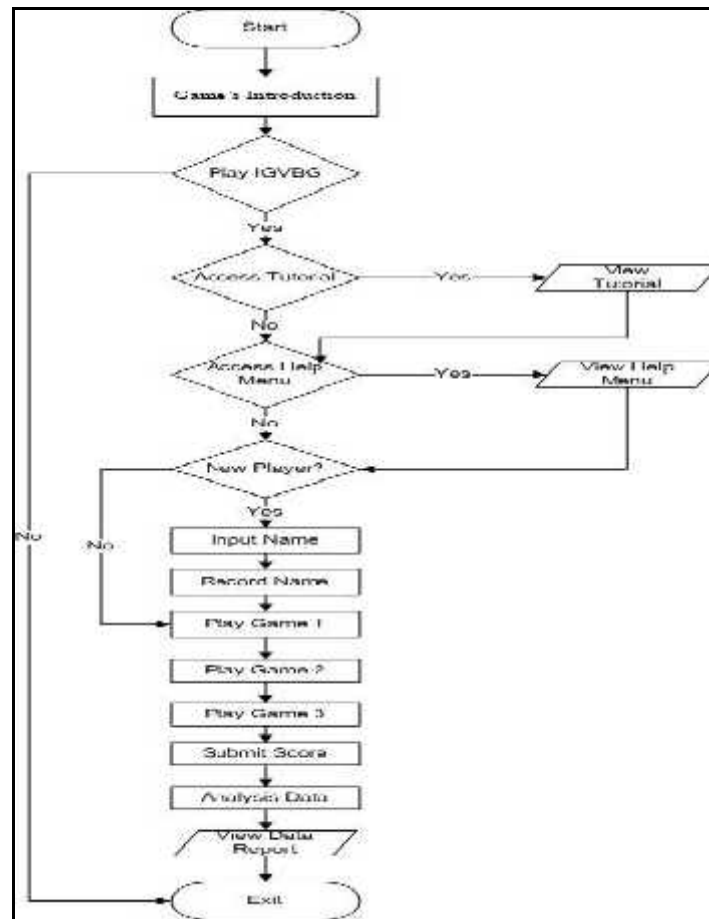 Start
Game's Introduction
Play IGVBG
Yes
Access Tutorial
Yes
View
Tutorial
No
Access Help
Menu
Yes
View Help
Menu
No
New Player?
No
No
Yes
Input Name
Record Name
Play Game 1
Play Game 2
Play Game 3
Submit Score
Analysis Data
View Data
Report
Exit